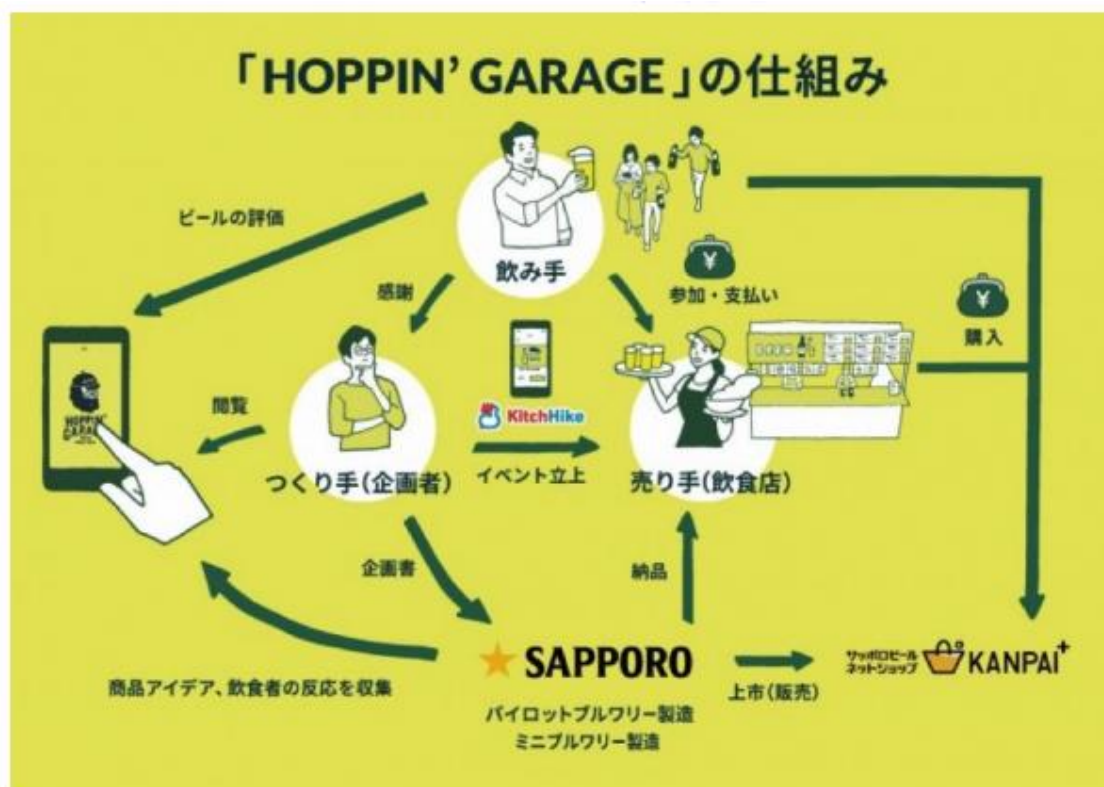 「HOPPIN' GARAGE」の仕組み
ビールの評価
飲み手
感謝
参加・支払い
¥
¥
購入
HOPPIN'
GARAGE
閲覧
KitchHike
つくり手(企画者)
イベント立上
売り手(飲食店)
企画書
納品
SAPPORO
サッポロビール
ネットショップ
KANPAI+
商品アイデア、飲食者の反応を収集
上市(販売)
パイロットブルワリー製造
ミニブルワリー製造